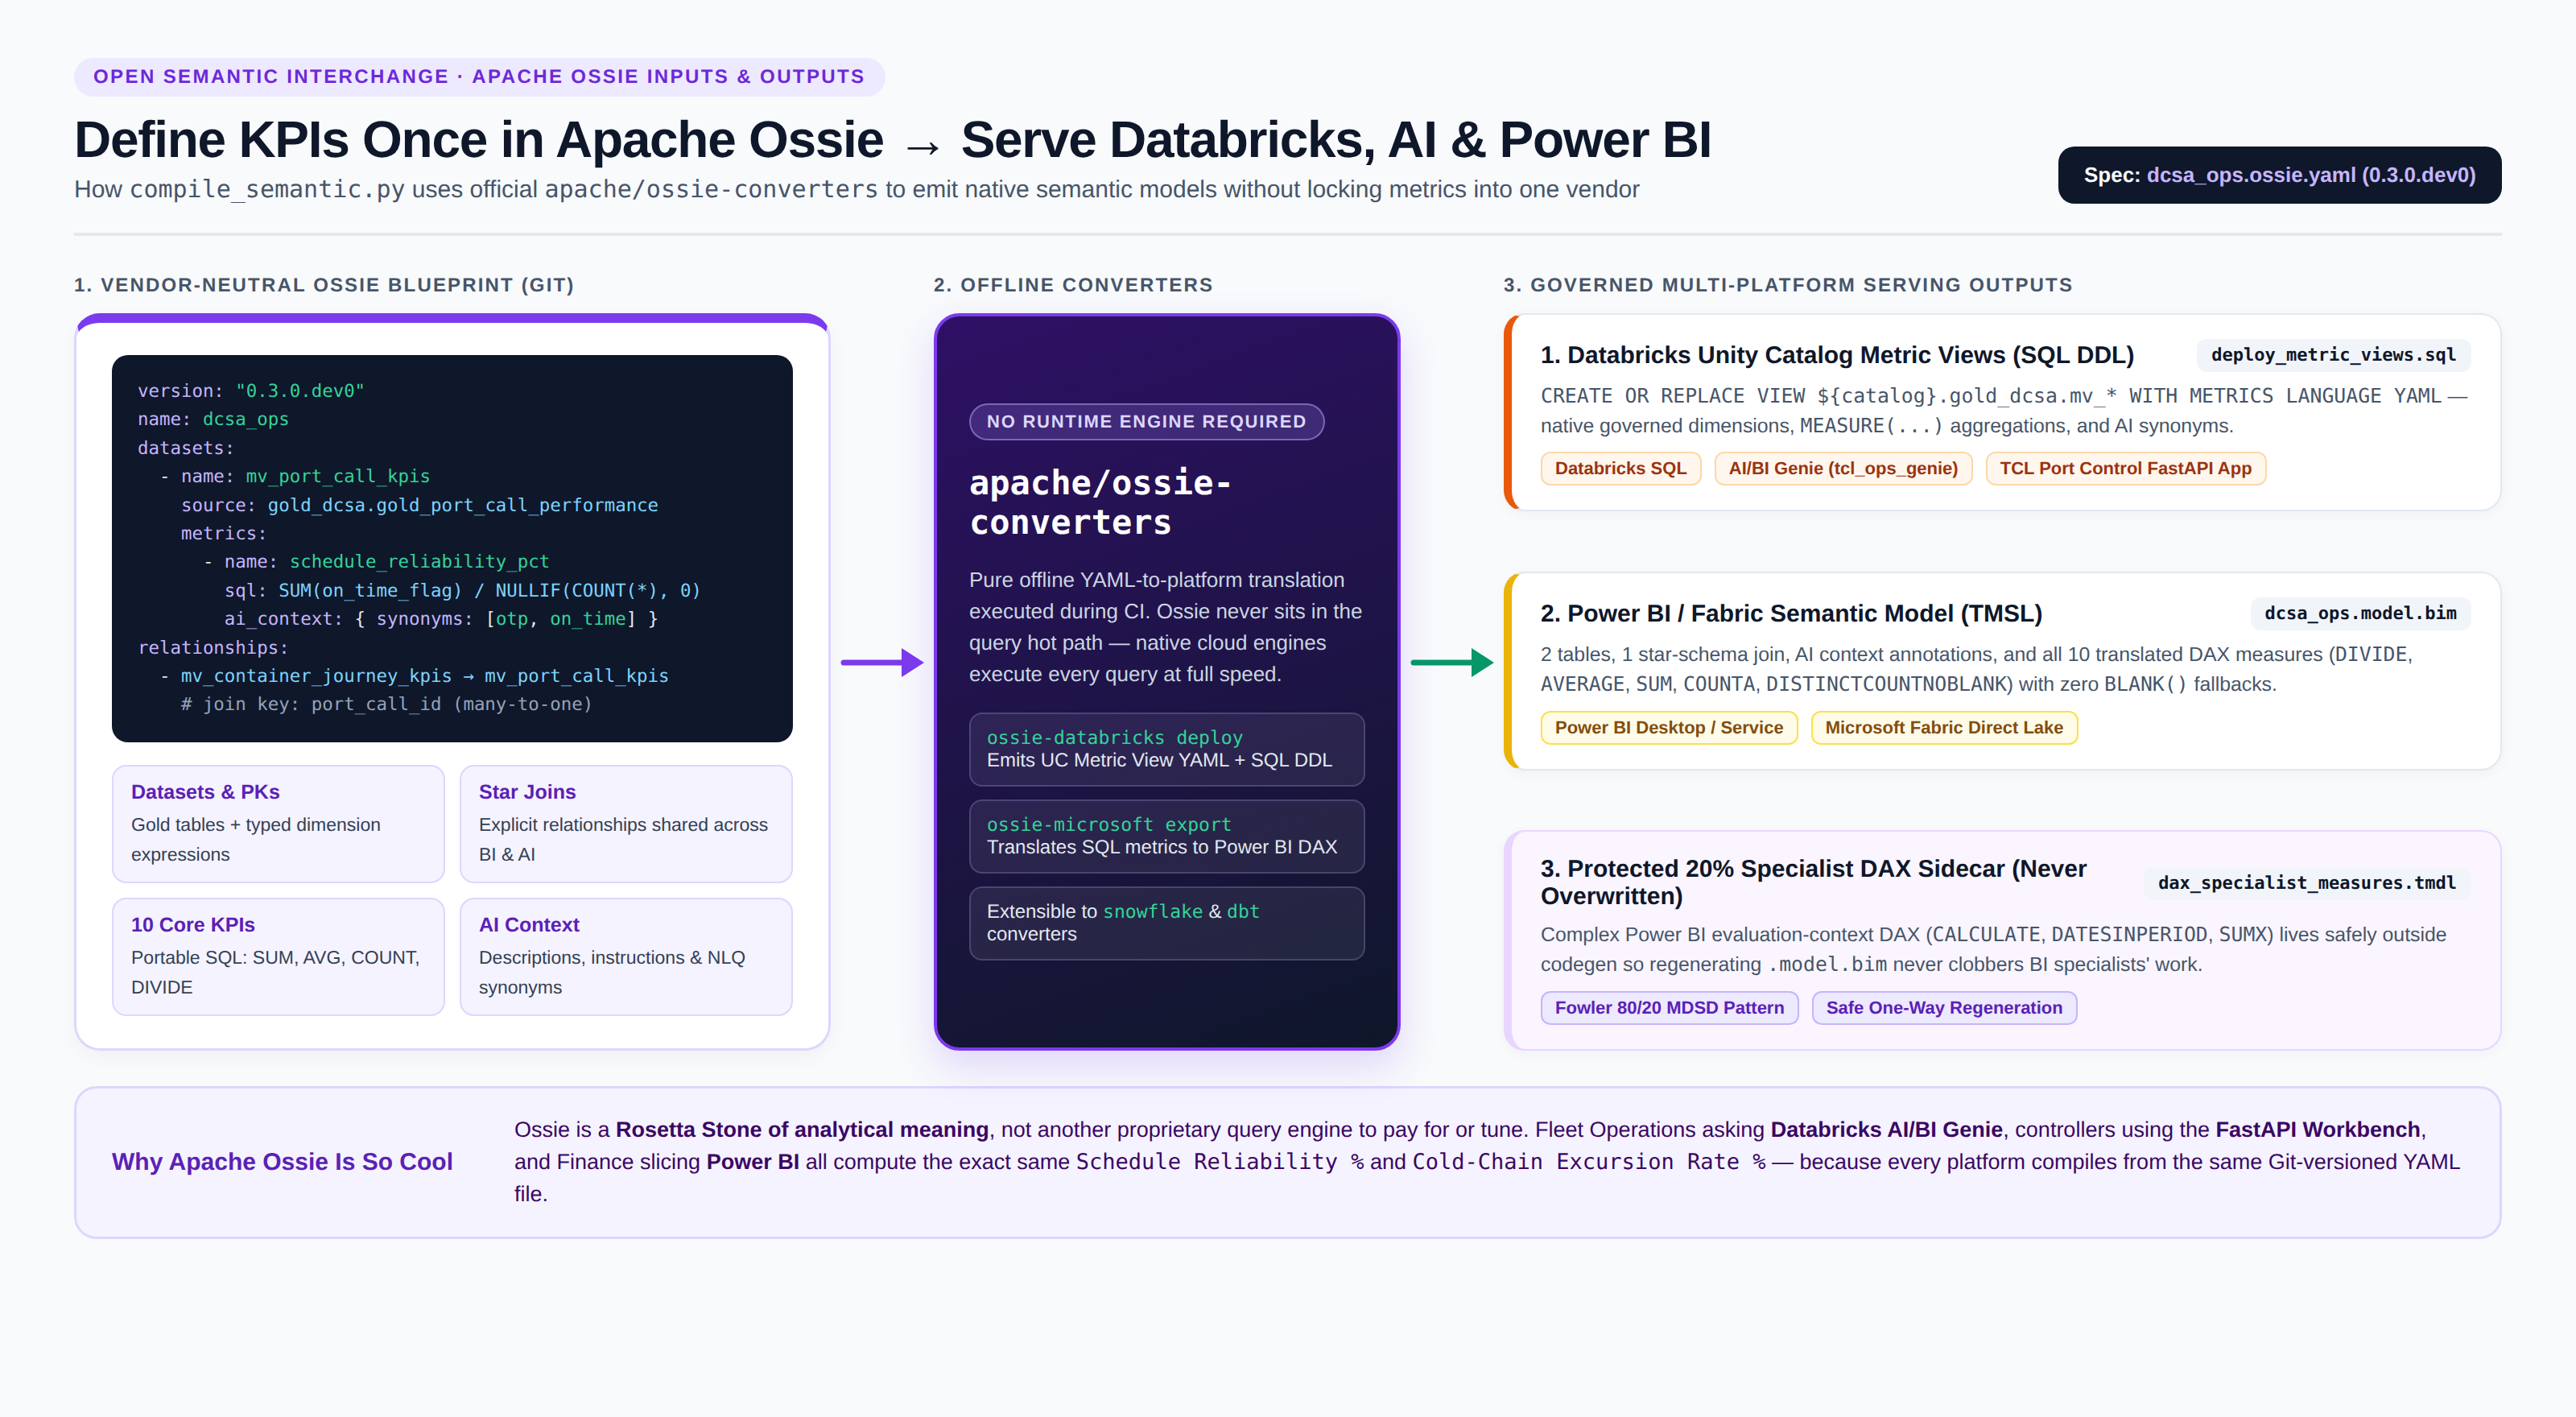 OPEN SEMANTIC INTERCHANGE · APACHE OSSIE INPUTS & OUTPUTS
Define KPIs Once in Apache Ossie → Serve Databricks, AI & Power BI
How compile_semantic.py uses official apache/ossie-converters to emit native semantic models without locking metrics into one vendor
Spec: dcsa_ops.ossie.yaml (0.3.0.dev0)
1. VENDOR-NEUTRAL OSSIE BLUEPRINT (GIT)
version: "0.3.0.dev0"
name: dcsa_ops
datasets:
  - name: mv_port_call_kpis
    source: gold_dcsa.gold_port_call_performance
    metrics:
      - name: schedule_reliability_pct
        sql: SUM(on_time_flag) / NULLIF(COUNT(*), 0)
        ai_context: { synonyms: [otp, on_time] }
relationships:
  - mv_container_journey_kpis → mv_port_call_kpis
    # join key: port_call_id (many-to-one)
Datasets & PKs
Gold tables + typed dimension
expressions
Star Joins
Explicit relationships shared across
BI & AI
10 Core KPIs
Portable SQL: SUM, AVG, COUNT,
DIVIDE
AI Context
Descriptions, instructions & NLQ
synonyms
2. OFFLINE CONVERTERS
NO RUNTIME ENGINE REQUIRED
apache/ossie-
converters
Pure offline YAML-to-platform translation
executed during CI. Ossie never sits in the
query hot path — native cloud engines
execute every query at full speed.
ossie-databricks deploy
Emits UC Metric View YAML + SQL DDL
ossie-microsoft export
Translates SQL metrics to Power BI DAX
Extensible to snowflake & dbt
converters
3. GOVERNED MULTI-PLATFORM SERVING OUTPUTS
1. Databricks Unity Catalog Metric Views (SQL DDL)
deploy_metric_views.sql
CREATE OR REPLACE VIEW ${catalog}.gold_dcsa.mv_* WITH METRICS LANGUAGE YAML —
native governed dimensions, MEASURE(...) aggregations, and AI synonyms.
Databricks SQL
AI/BI Genie (tcl_ops_genie)
TCL Port Control FastAPI App
2. Power BI / Fabric Semantic Model (TMSL)
dcsa_ops.model.bim
2 tables, 1 star-schema join, AI context annotations, and all 10 translated DAX measures (DIVIDE,
AVERAGE, SUM, COUNTA, DISTINCTCOUNTNOBLANK) with zero BLANK() fallbacks.
Power BI Desktop / Service
Microsoft Fabric Direct Lake
3. Protected 20% Specialist DAX Sidecar (Never
Overwritten)
dax_specialist_measures.tmdl
Complex Power BI evaluation-context DAX (CALCULATE, DATESINPERIOD, SUMX) lives safely outside
codegen so regenerating .model.bim never clobbers BI specialists' work.
Fowler 80/20 MDSD Pattern
Safe One-Way Regeneration
Why Apache Ossie Is So Cool
Ossie is a Rosetta Stone of analytical meaning, not another proprietary query engine to pay for or tune. Fleet Operations asking Databricks AI/BI Genie, controllers using the FastAPI Workbench,
and Finance slicing Power BI all compute the exact same Schedule Reliability % and Cold-Chain Excursion Rate % — because every platform compiles from the same Git-versioned YAML
file.